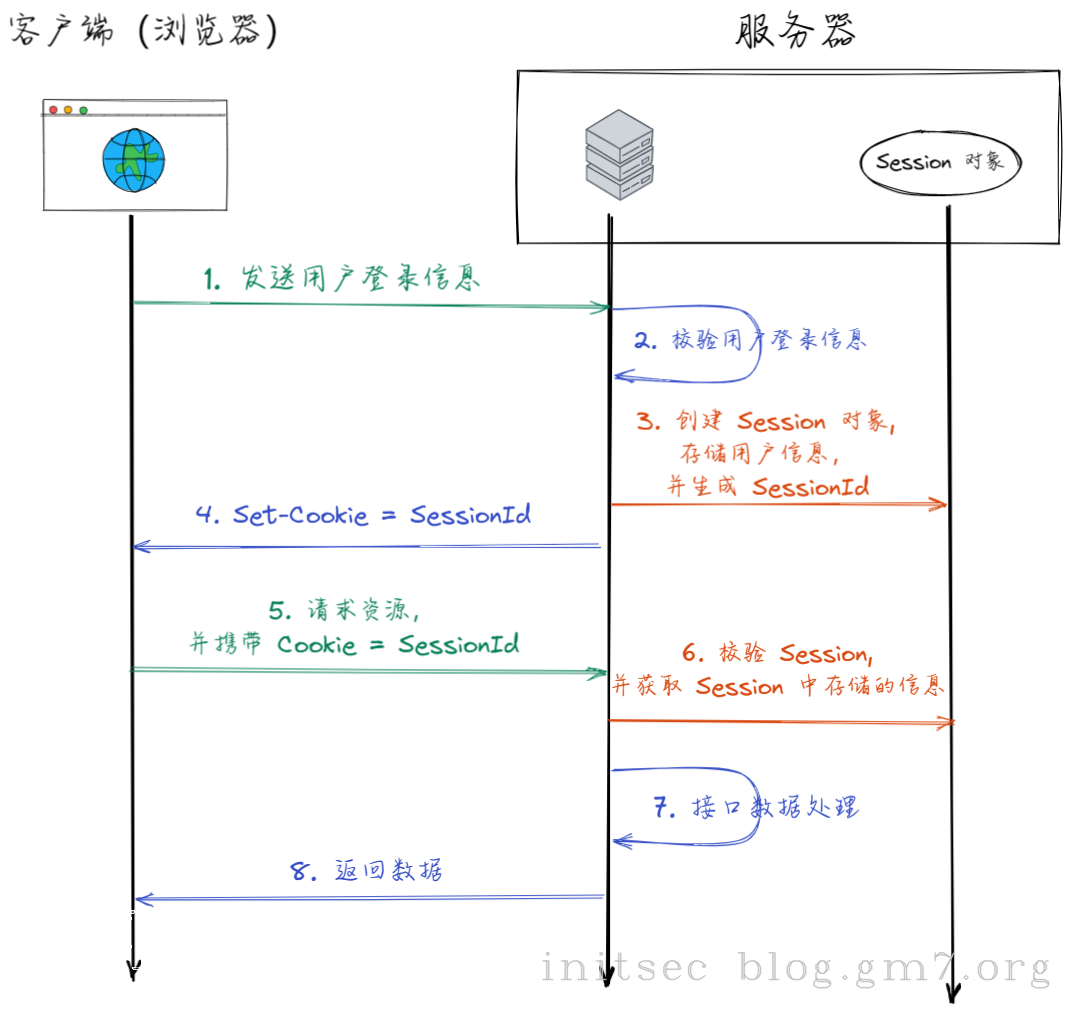 客户端 (浏览器)
服务器
Session 对象
1. 发送用户登录信息
2. 校验用户登录信息
3. 创建 Session 对象,
存储用户信息,
并生成 SessionId
4. Set-Cookie = SessionId
5. 请求资源,
并携带 Cookie = SessionId
6. 校验 Session,
并获取 Session 中存储的信息
7. 接口数据处理
8. 返回数据
initsec blog.gm7.org